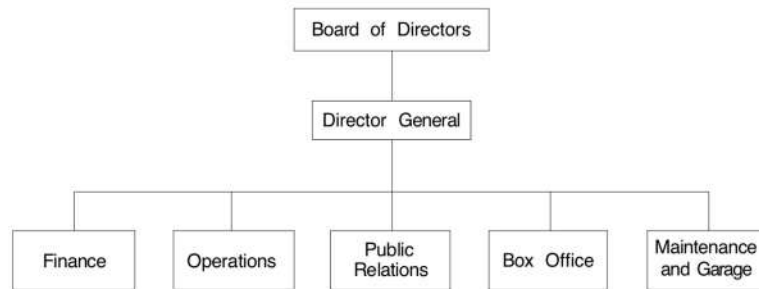 Board of Directors
Director General
Finance
Operations
Public
Relations
Box Office
Maintenance
and Garage